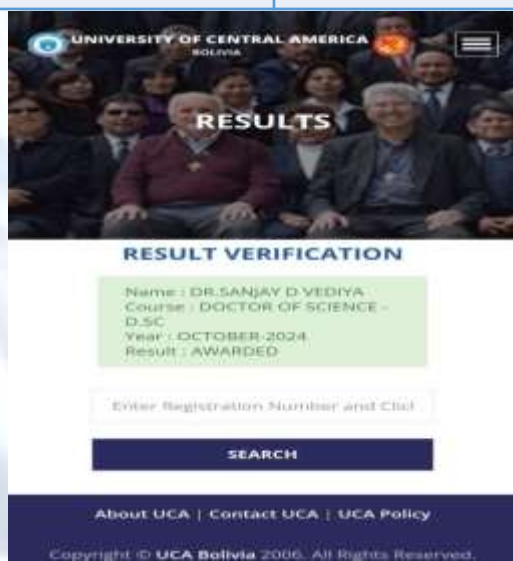 UNIVERSITY OF CENTRAL AMERICA
BOLIVIA
RESULTS
RESULT VERIFICATION
Name : DR.SANJAY D VEDIYA
Course : DOCTOR OF SCIENCE -
D.SC
Year : OCTOBER-2024
Result : AWARDED
Enter Registration Number and Clic
SEARCH
About UCA | Contact UCA | UCA Policy
Copyright © UCA Bolivia 2006. All Rights Reserved.